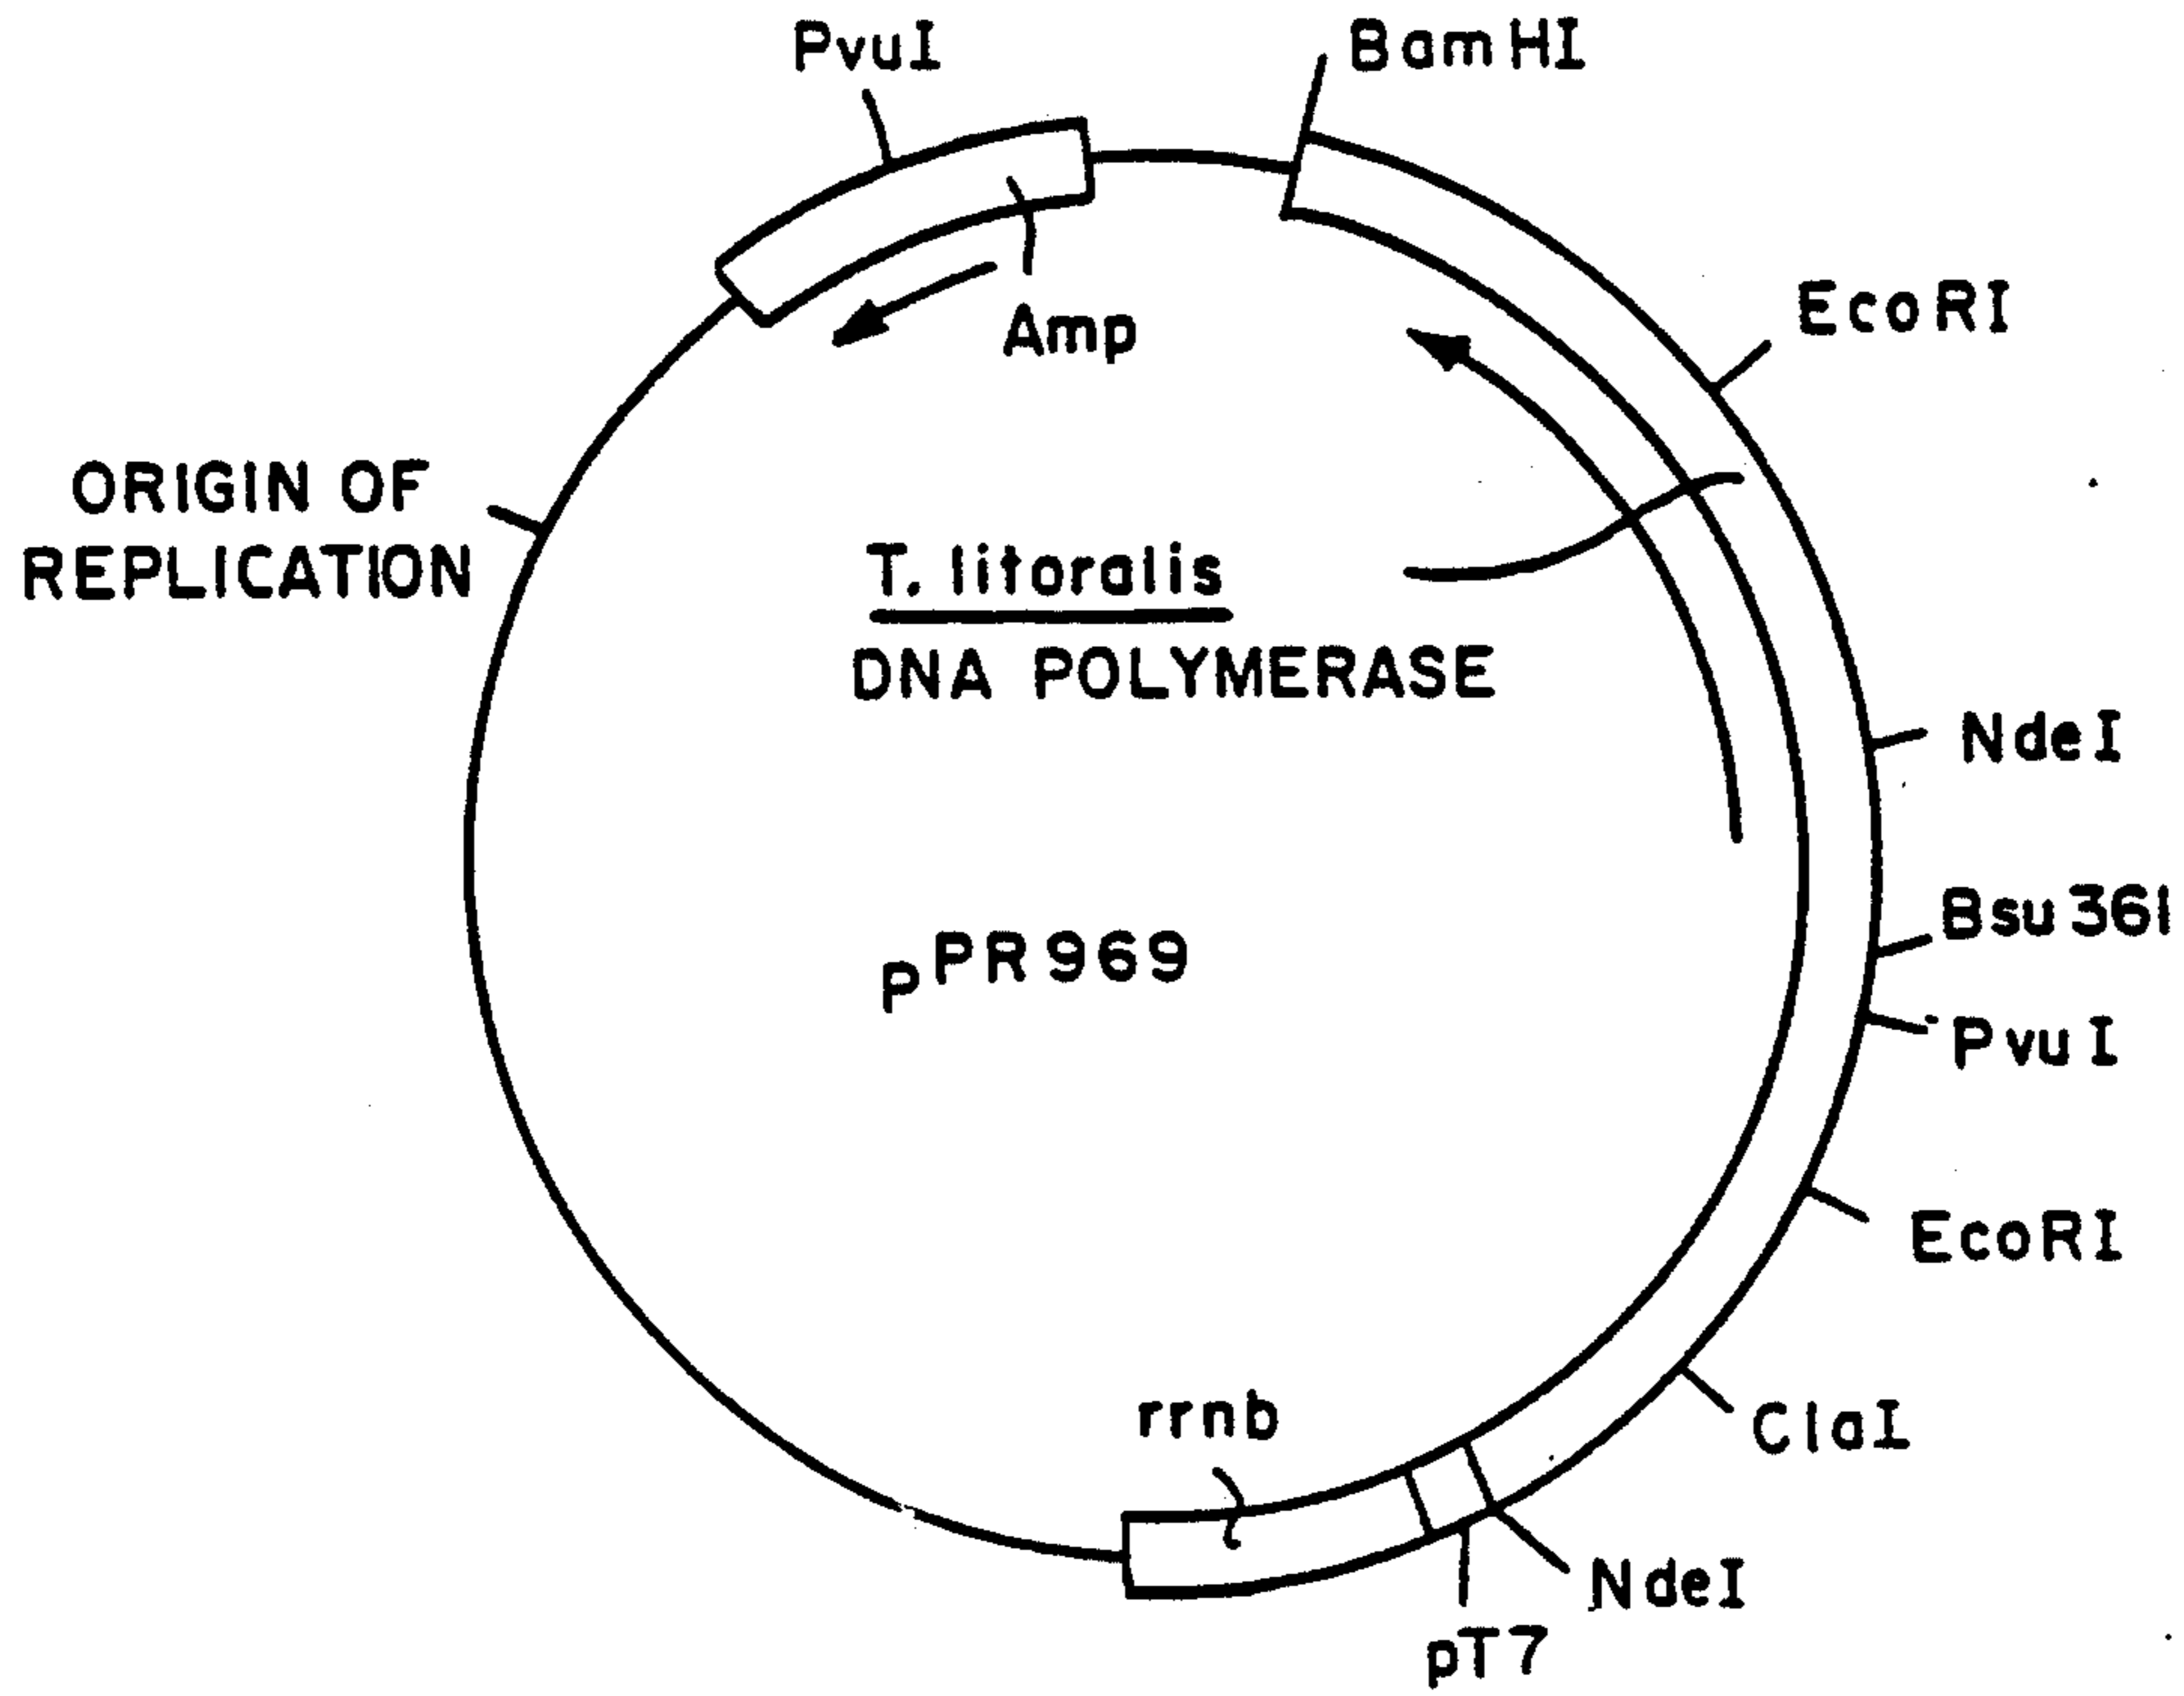 PvuI
BamHI
EcoRI
Amp
ORIGIN OF
REPLICATION
T. litoralis
DNA POLYMERASE
NdeI
Bsu36I
pPR969
PvuI
EcoRI
ClaI
rrnb
NdeI
pT7